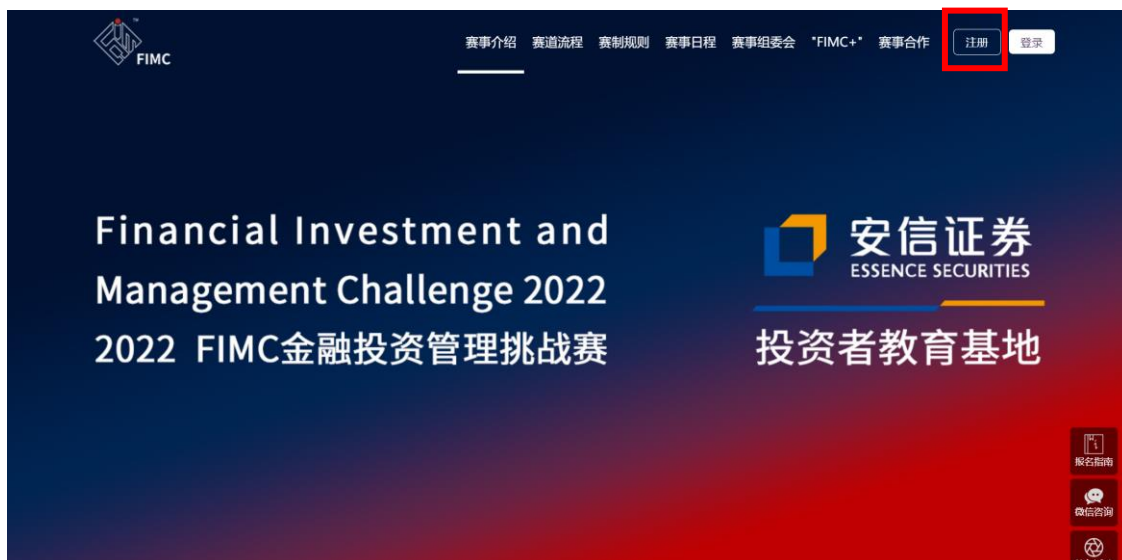 FIMC
赛事介绍 赛道流程 赛制规则 赛事日程 赛事组委会 "FIMC+" 赛事合作 注册 登录
Financial Investment and
Management Challenge 2022
2022 FIMC金融投资管理挑战赛
安信证券
ESSENCE SECURITIES
投资者教育基地
报名指南
微信咨询